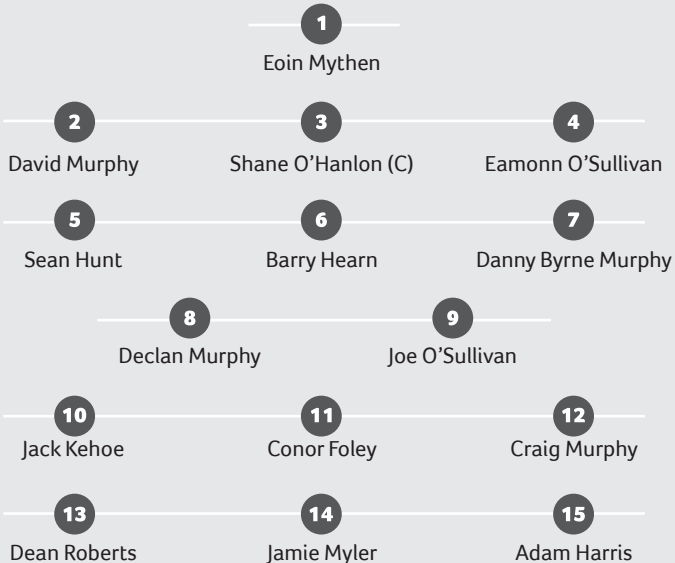 1
Eoin Mythen
2 3 4
David Murphy Shane O'Hanlon (C) Eamonn O'Sullivan
5 6 7
Sean Hunt Barry Hearn Danny Byrne Murphy
8 9
Declan Murphy Joe O'Sullivan
10 11 12
Jack Kehoe Conor Foley Craig Murphy
13 14 15
Dean Roberts Jamie Myler Adam Harris